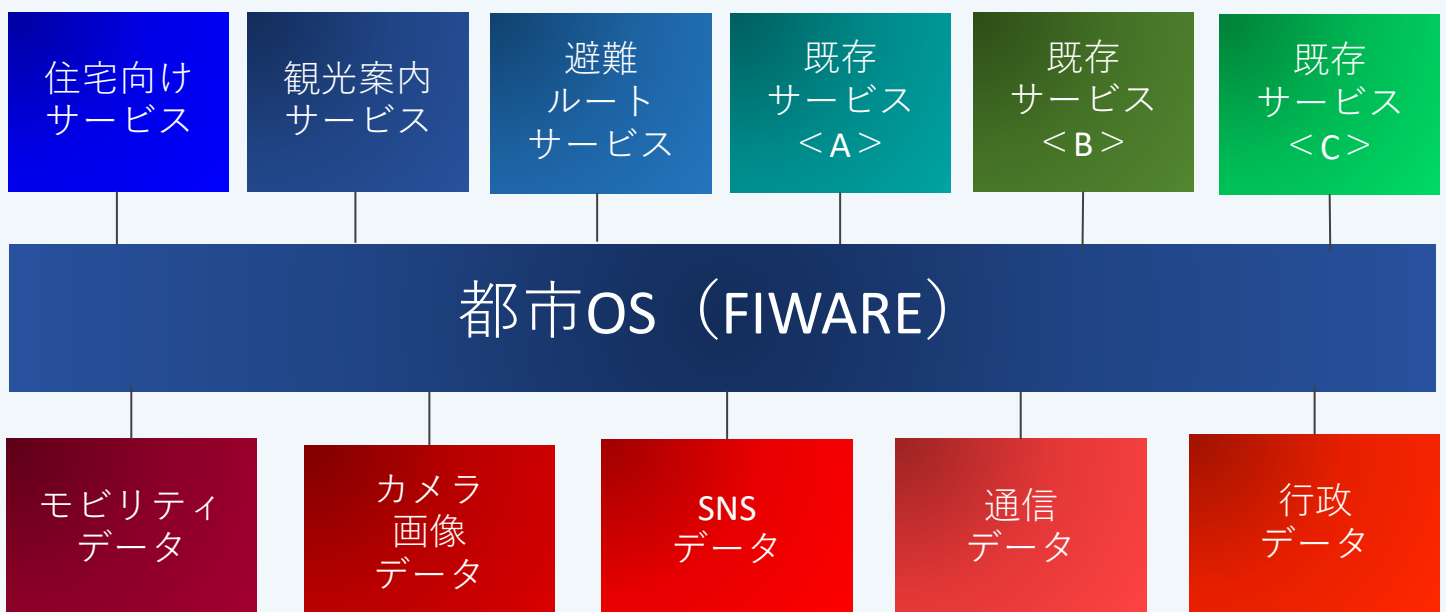 住宅向け
サービス
観光案内
サービス
避難
ルート
サービス
既存
サービス
＜A＞
既存
サービス
＜B＞
既存
サービス
＜C＞
都市OS（FIWARE）
モビリティ
データ
カメラ
画像
データ
SNS
データ
通信
データ
行政
データ